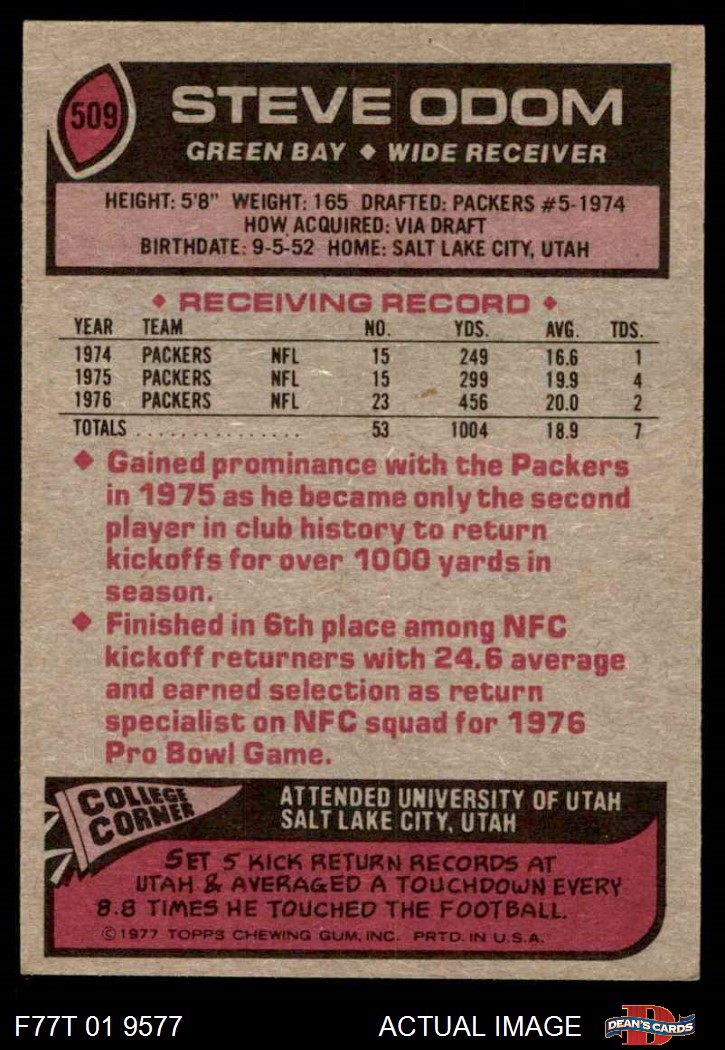 509
STEVE ODOM
GREEN BAY ♦ WIDE RECEIVER
HEIGHT: 5'8" WEIGHT: 165 DRAFTED: PACKERS #5-1974
HOW ACQUIRED: VIA DRAFT
BIRTHDATE: 9-5-52 HOME: SALT LAKE CITY, UTAH
♦ RECEIVING RECORD ♦
YEAR TEAM NO. YDS. AVG. TDS.
1974 PACKERS NFL 15 249 16.6 1
1975 PACKERS NFL 15 299 19.9 4
1976 PACKERS NFL 23 456 20.0 2
TOTALS ................ 53 1004 18.9 7
♦ Gained prominence with the Packers
in 1975 as he became only the second
player in club history to return
kickoffs for over 1000 yards in
season.
♦ Finished in 6th place among NFC
kickoff returners with 24.6 average
and earned selection as return
specialist on NFC squad for 1976
Pro Bowl Game.
COLLEGE
CORNER
ATTENDED UNIVERSITY OF UTAH
SALT LAKE CITY, UTAH
SET 5 KICK RETURN RECORDS AT
UTAH & AVERAGED A TOUCHDOWN EVERY
8.8 TIMES HE TOUCHED THE FOOTBALL.
©1977 TOPPS CHEWING GUM, INC. PRTD. IN U.S.A.
F77T 01 9577 ACTUAL IMAGE
D
DEAN'S CARDS